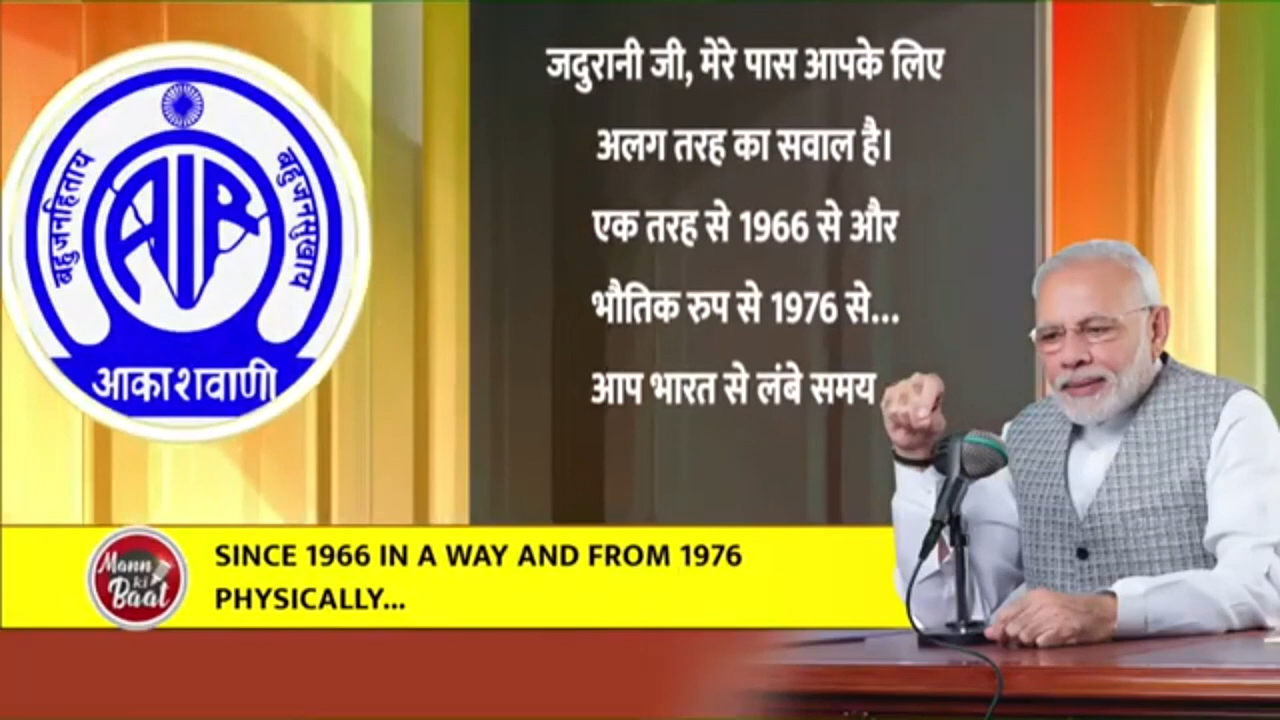 बहुजनहिताय
बहुजनसुखाय
AIR
आकाशवाणी
जदुरानी जी, मेरे पास आपके लिए
अलग तरह का सवाल है।
एक तरह से 1966 से और
भौतिक रुप से 1976 से...
आप भारत से लंबे समय
Mann
ki
Baat
SINCE 1966 IN A WAY AND FROM 1976
PHYSICALLY...